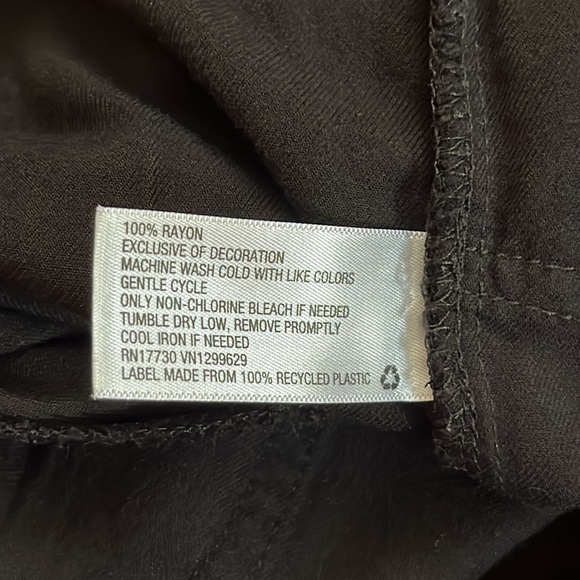 100% RAYON
EXCLUSIVE OF DECORATION
MACHINE WASH COLD WITH LIKE COLORS
GENTLE CYCLE
ONLY NON-CHLORINE BLEACH IF NEEDED
TUMBLE DRY LOW, REMOVE PROMPTLY
COOL IRON IF NEEDED
RN17730 VN1299629
LABEL MADE FROM 100% RECYCLED PLASTIC